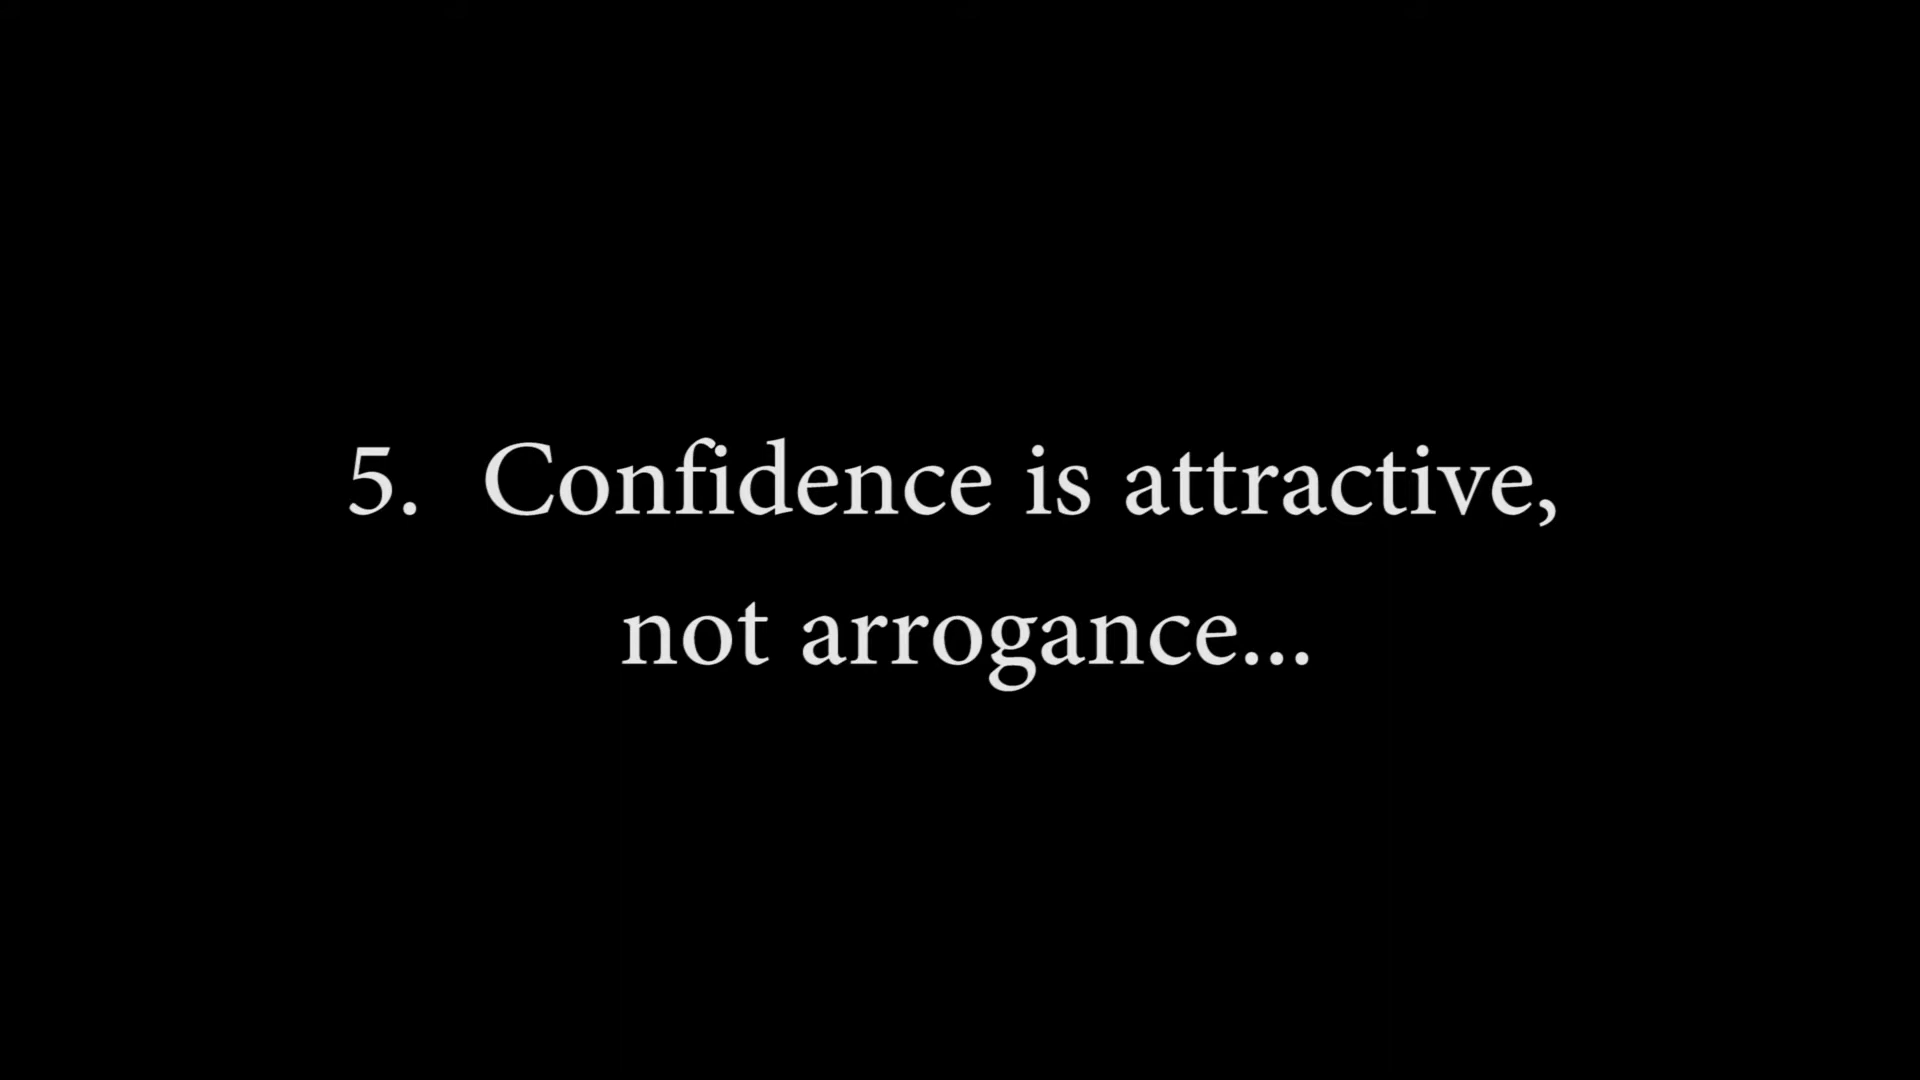 5. Confidence is attractive,
not arrogance...